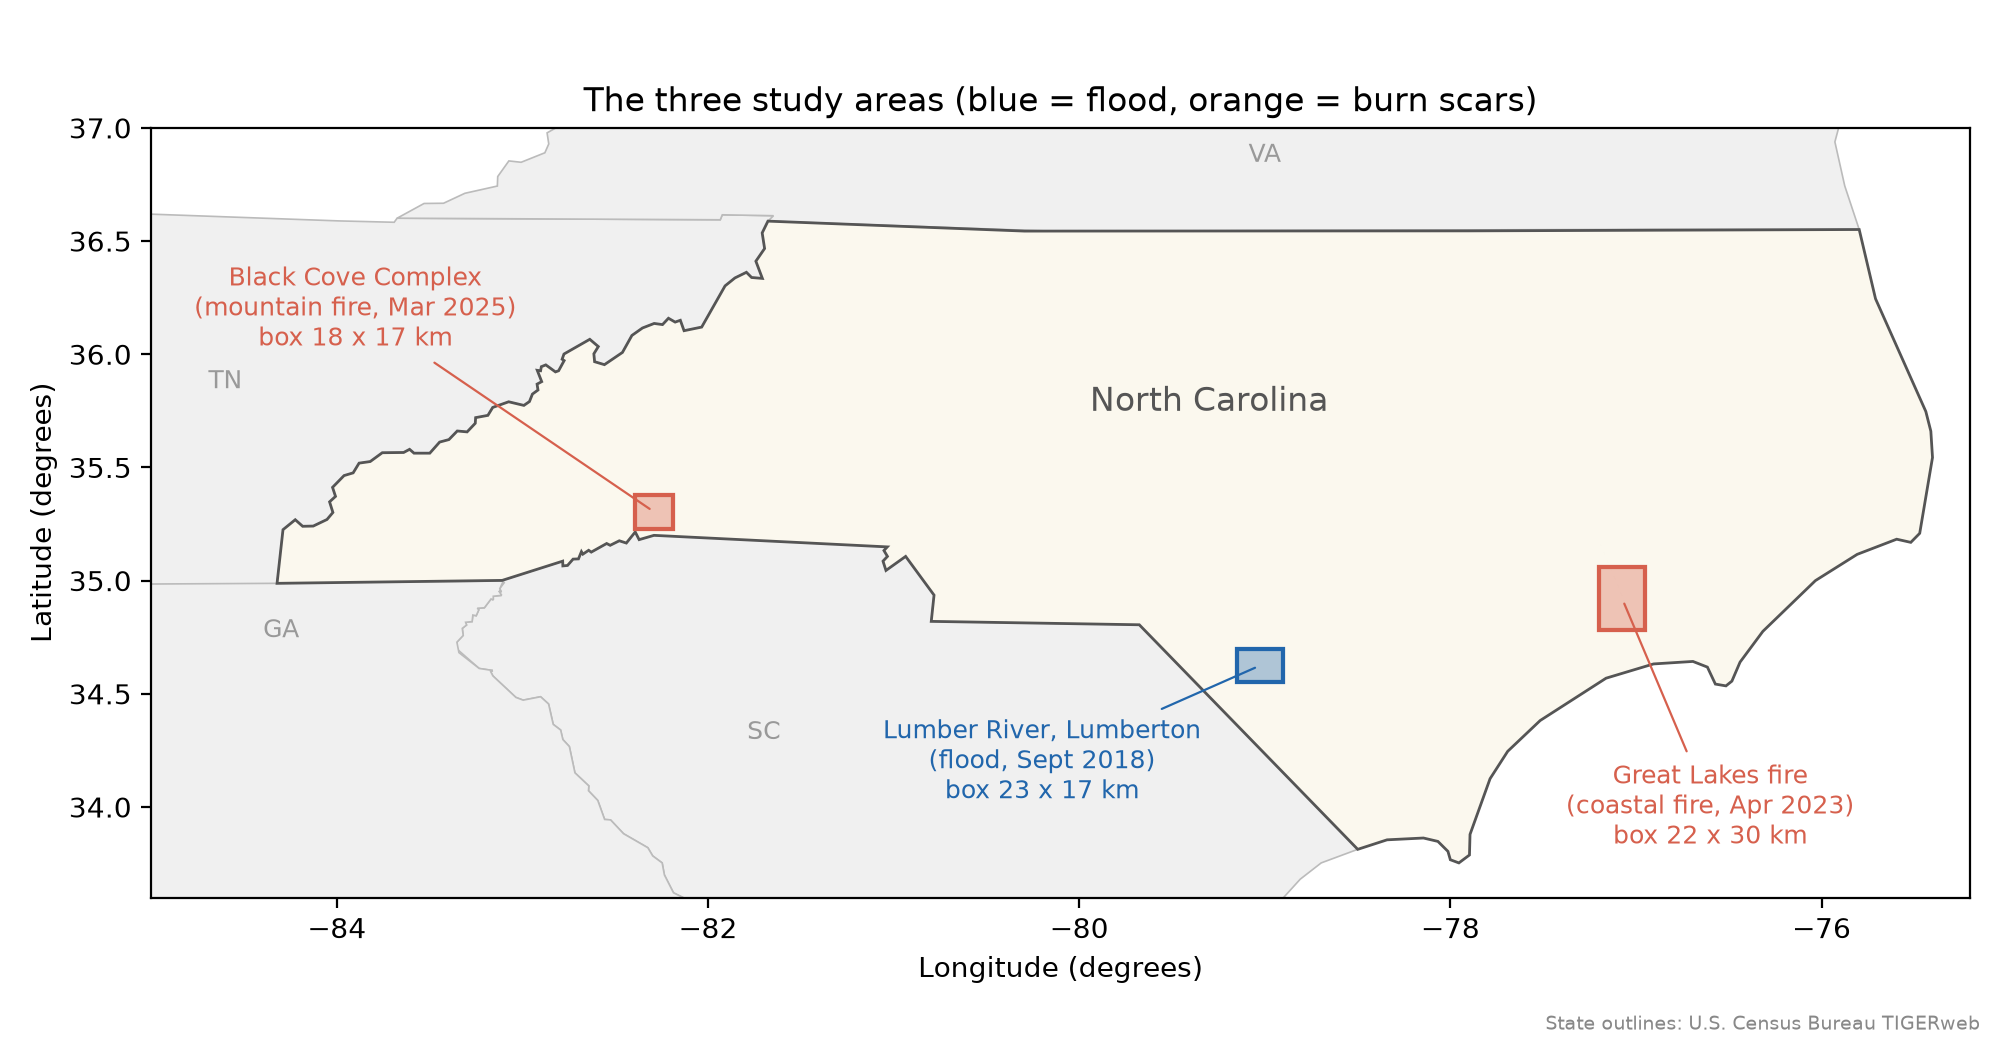 The three study areas (blue = flood, orange = burn scars)
37.0
36.5
36.0
35.5
35.0
34.5
34.0
Latitude (degrees)
VA
Black Cove Complex
(mountain fire, Mar 2025)
box 18 x 17 km
TN
North Carolina
GA
SC
Lumber River, Lumberton
(flood, Sept 2018)
box 23 x 17 km
Great Lakes fire
(coastal fire, Apr 2023)
box 22 x 30 km
−84
−82
−80
−78
−76
Longitude (degrees)
State outlines: U.S. Census Bureau TIGERweb